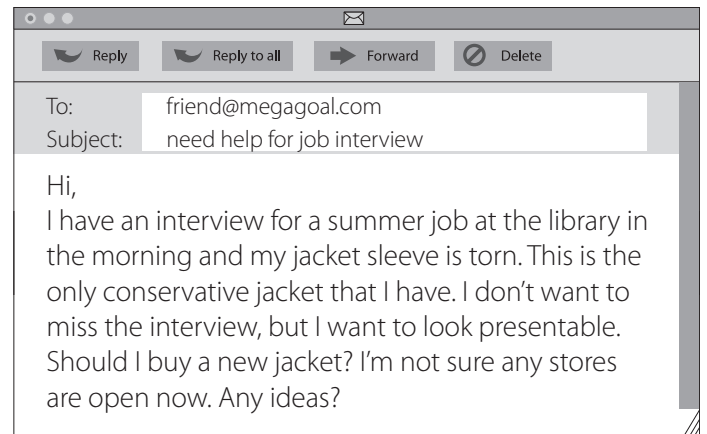 Reply Reply to all Forward Delete
To: friend@megagoal.com
Subject: need help for job interview
Hi,
I have an interview for a summer job at the library in
the morning and my jacket sleeve is torn. This is the
only conservative jacket that I have. I don't want to
miss the interview, but I want to look presentable.
Should I buy a new jacket? I'm not sure any stores
are open now. Any ideas?